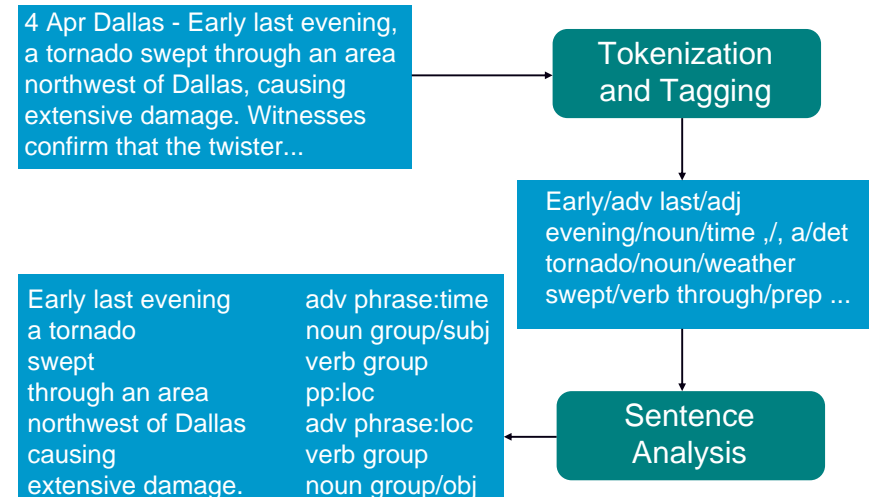 4 Apr Dallas - Early last evening,
a tornado swept through an area
northwest of Dallas, causing
extensive damage. Witnesses
confirm that the twister...
Tokenization
and Tagging
Early/adv last/adj
evening/noun/time ,/, a/det
tornado/noun/weather
swept/verb through/prep ...
Sentence
Analysis
Early last evening adv phrase:time
a tornado noun group/subj
swept verb group
through an area pp:loc
northwest of Dallas adv phrase:loc
causing verb group
extensive damage. noun group/obj